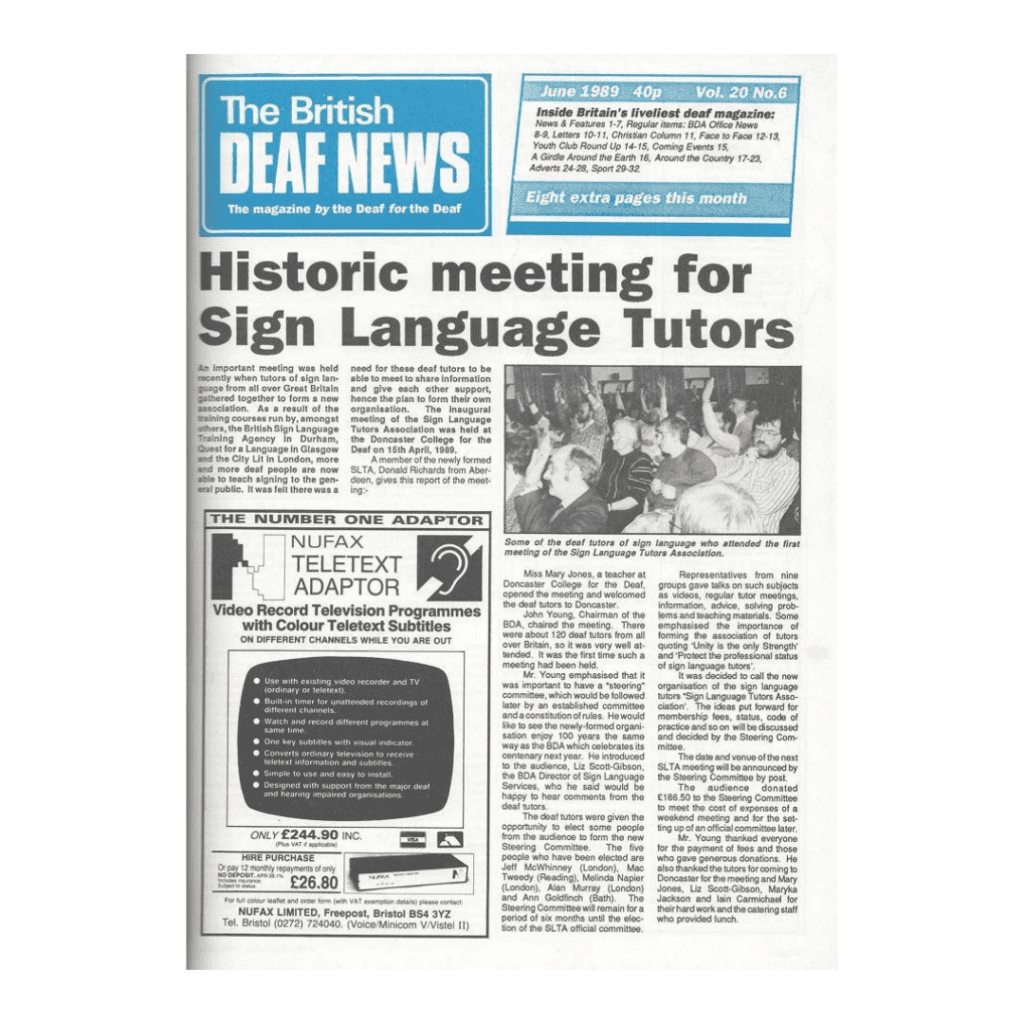 The British
DEAF NEWS
The magazine by the Deaf for the Deaf
June 1989 40p Vol. 20 No.6
Inside Britain's liveliest deaf magazine:
News & Features 1-7, Regular items: BDA Office News
8-9, Letters 10-11, Christian Column 11, Face to Face 12-13,
Youth Club Round Up 14-15, Coming Events 15,
A Girdle Around the Earth 16, Around the Country 17-23,
Adverts 24-28, Sport 29-32.
Eight extra pages this month
Historic meeting for
Sign Language Tutors
An important meeting was held
recently when tutors of sign lan-
guage from all over Great Britain
gathered together to form a new
association. As a result of the
training courses run by, amongst
others, the British Sign Language
Training Agency in Durham,
Quest for a Language in Glasgow
and the City Lit in London, more
and more deaf people are now
able to teach signing to the gen-
eral public. It was felt there was a
need for these deaf tutors to be
able to meet to share information
and give each other support,
hence the plan to form their own
organisation. The inaugural
meeting of the Sign Language
Tutors Association was held at
the Doncaster College for the
Deaf on 15th April, 1989.
A member of the newly formed
SLTA, Donald Richards from Aber-
deen, gives this report of the meet-
ing:-
Some of the deaf tutors of sign language who attended the first
meeting of the Sign Language Tutors Association.
THE NUMBER ONE ADAPTOR
NUFAX
TELETEXT
ADAPTOR
Video Record Television Programmes
with Colour Teletext Subtitles
ON DIFFERENT CHANNELS WHILE YOU ARE OUT
● Use with existing video recorder and TV
(ordinary or teletext).
● Built-in timer for unattended recordings of
different channels.
● Watch and record different programmes at
same time.
● One key subtitles with visual indicator.
● Converts ordinary television to receive
teletext information and subtitles.
● Simple to use and easy to install.
● Designed with support from the major deaf
and hearing impaired organisations.
ONLY £244.90 INC.
(Plus VAT if applicable)
VISA
HIRE PURCHASE
Or pay 12 monthly repayments of only
NO DEPOSIT.
Includes insurance.
Subject to status
£26.80
NUFAX
For full colour leaflet and order form (with VAT exemption details) please contact:
NUFAX LIMITED, Freepost, Bristol BS4 3YZ
Tel. Bristol (0272) 724040. (Voice/Minicom V/Vistel II)
Miss Mary Jones, a teacher at
Doncaster College for the Deaf,
opened the meeting and welcomed
the deaf tutors to Doncaster.
John Young, Chairman of the
BDA, chaired the meeting. There
were about 120 deaf tutors from all
over Britain, so it was very well at-
tended. It was the first time such a
meeting had been held.
Mr. Young emphasised that it
was important to have a "steering"
committee, which would be followed
later by an established committee
and a constitution of rules. He would
like to see the newly-formed organi-
sation enjoy 100 years the same
way as the BDA which celebrates its
centenary next year. He introduced
to the audience, Liz Scott-Gibson,
the BDA Director of Sign Language
Services, who he said would be
happy to hear comments from the
deaf tutors.
The deaf tutors were given the
opportunity to elect some people
from the audience to form the new
Steering Committee. The five
people who have been elected are
Jeff McWhinney (London), Mac
Tweedy (Reading), Melinda Napier
(London), Alan Murray (London)
and Ann Goldfinch (Bath). The
Steering Committee will remain for a
period of six months until the elec-
tion of the SLTA official committee.
Representatives from nine
groups gave talks on such subjects
as videos, regular tutor meetings,
information, advice, solving prob-
lems and teaching materials. Some
emphasised the importance of
forming the association of tutors
quoting 'Unity is the only Strength'
and 'Protect the professional status
of sign language tutors'.
It was decided to call the new
organisation of the sign language
tutors "Sign Language Tutors Asso-
ciation'. The ideas put forward for
membership fees, status, code of
practice and so on will be discussed
and decided by the Steering Com-
mittee.
The date and venue of the next
SLTA meeting will be announced by
the Steering Committee by post.
The audience donated
£186.50 to the Steering Committee
to meet the cost of expenses of a
weekend meeting and for the set-
ting up of an official committee later.
Mr. Young thanked everyone
for the payment of fees and those
who gave generous donations. He
also thanked the tutors for coming to
Doncaster for the meeting and Mary
Jones, Liz Scott-Gibson, Maryka
Jackson and Iain Carmichael for
their hard work and the catering staff
who provided lunch.